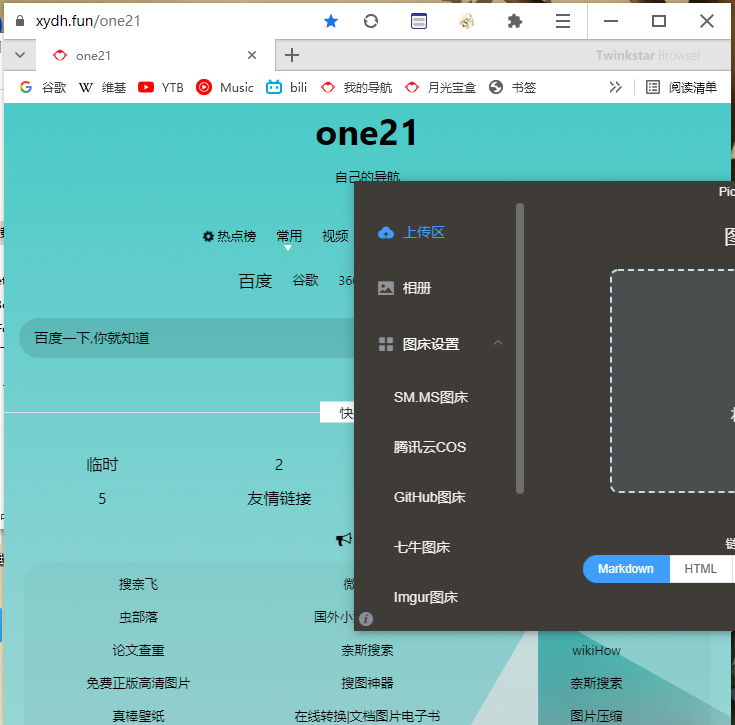 xydh.fun/one21
one21
Twinkstar Browser
谷歌 维基 YTB Music bili 我的导航 月光宝盒 书签 阅读清单
one21
自己的导航
热点榜 常用 视频
百度 谷歌 36
百度一下,你就知道
快
临时 2
5 友情链接
搜奈飞 微
虫部落 国外小
论文查重 奈斯搜索 wikiHow
免费正版高清图片 搜图神器 奈斯搜索
真棒壁纸 在线转换|文档图片电子书 图片压缩
Pic
上传区
相册
图床设置
SM.MS图床
腾讯云COS
GitHub图床
七牛图床
Imgur图床
图
链
Markdown HTML